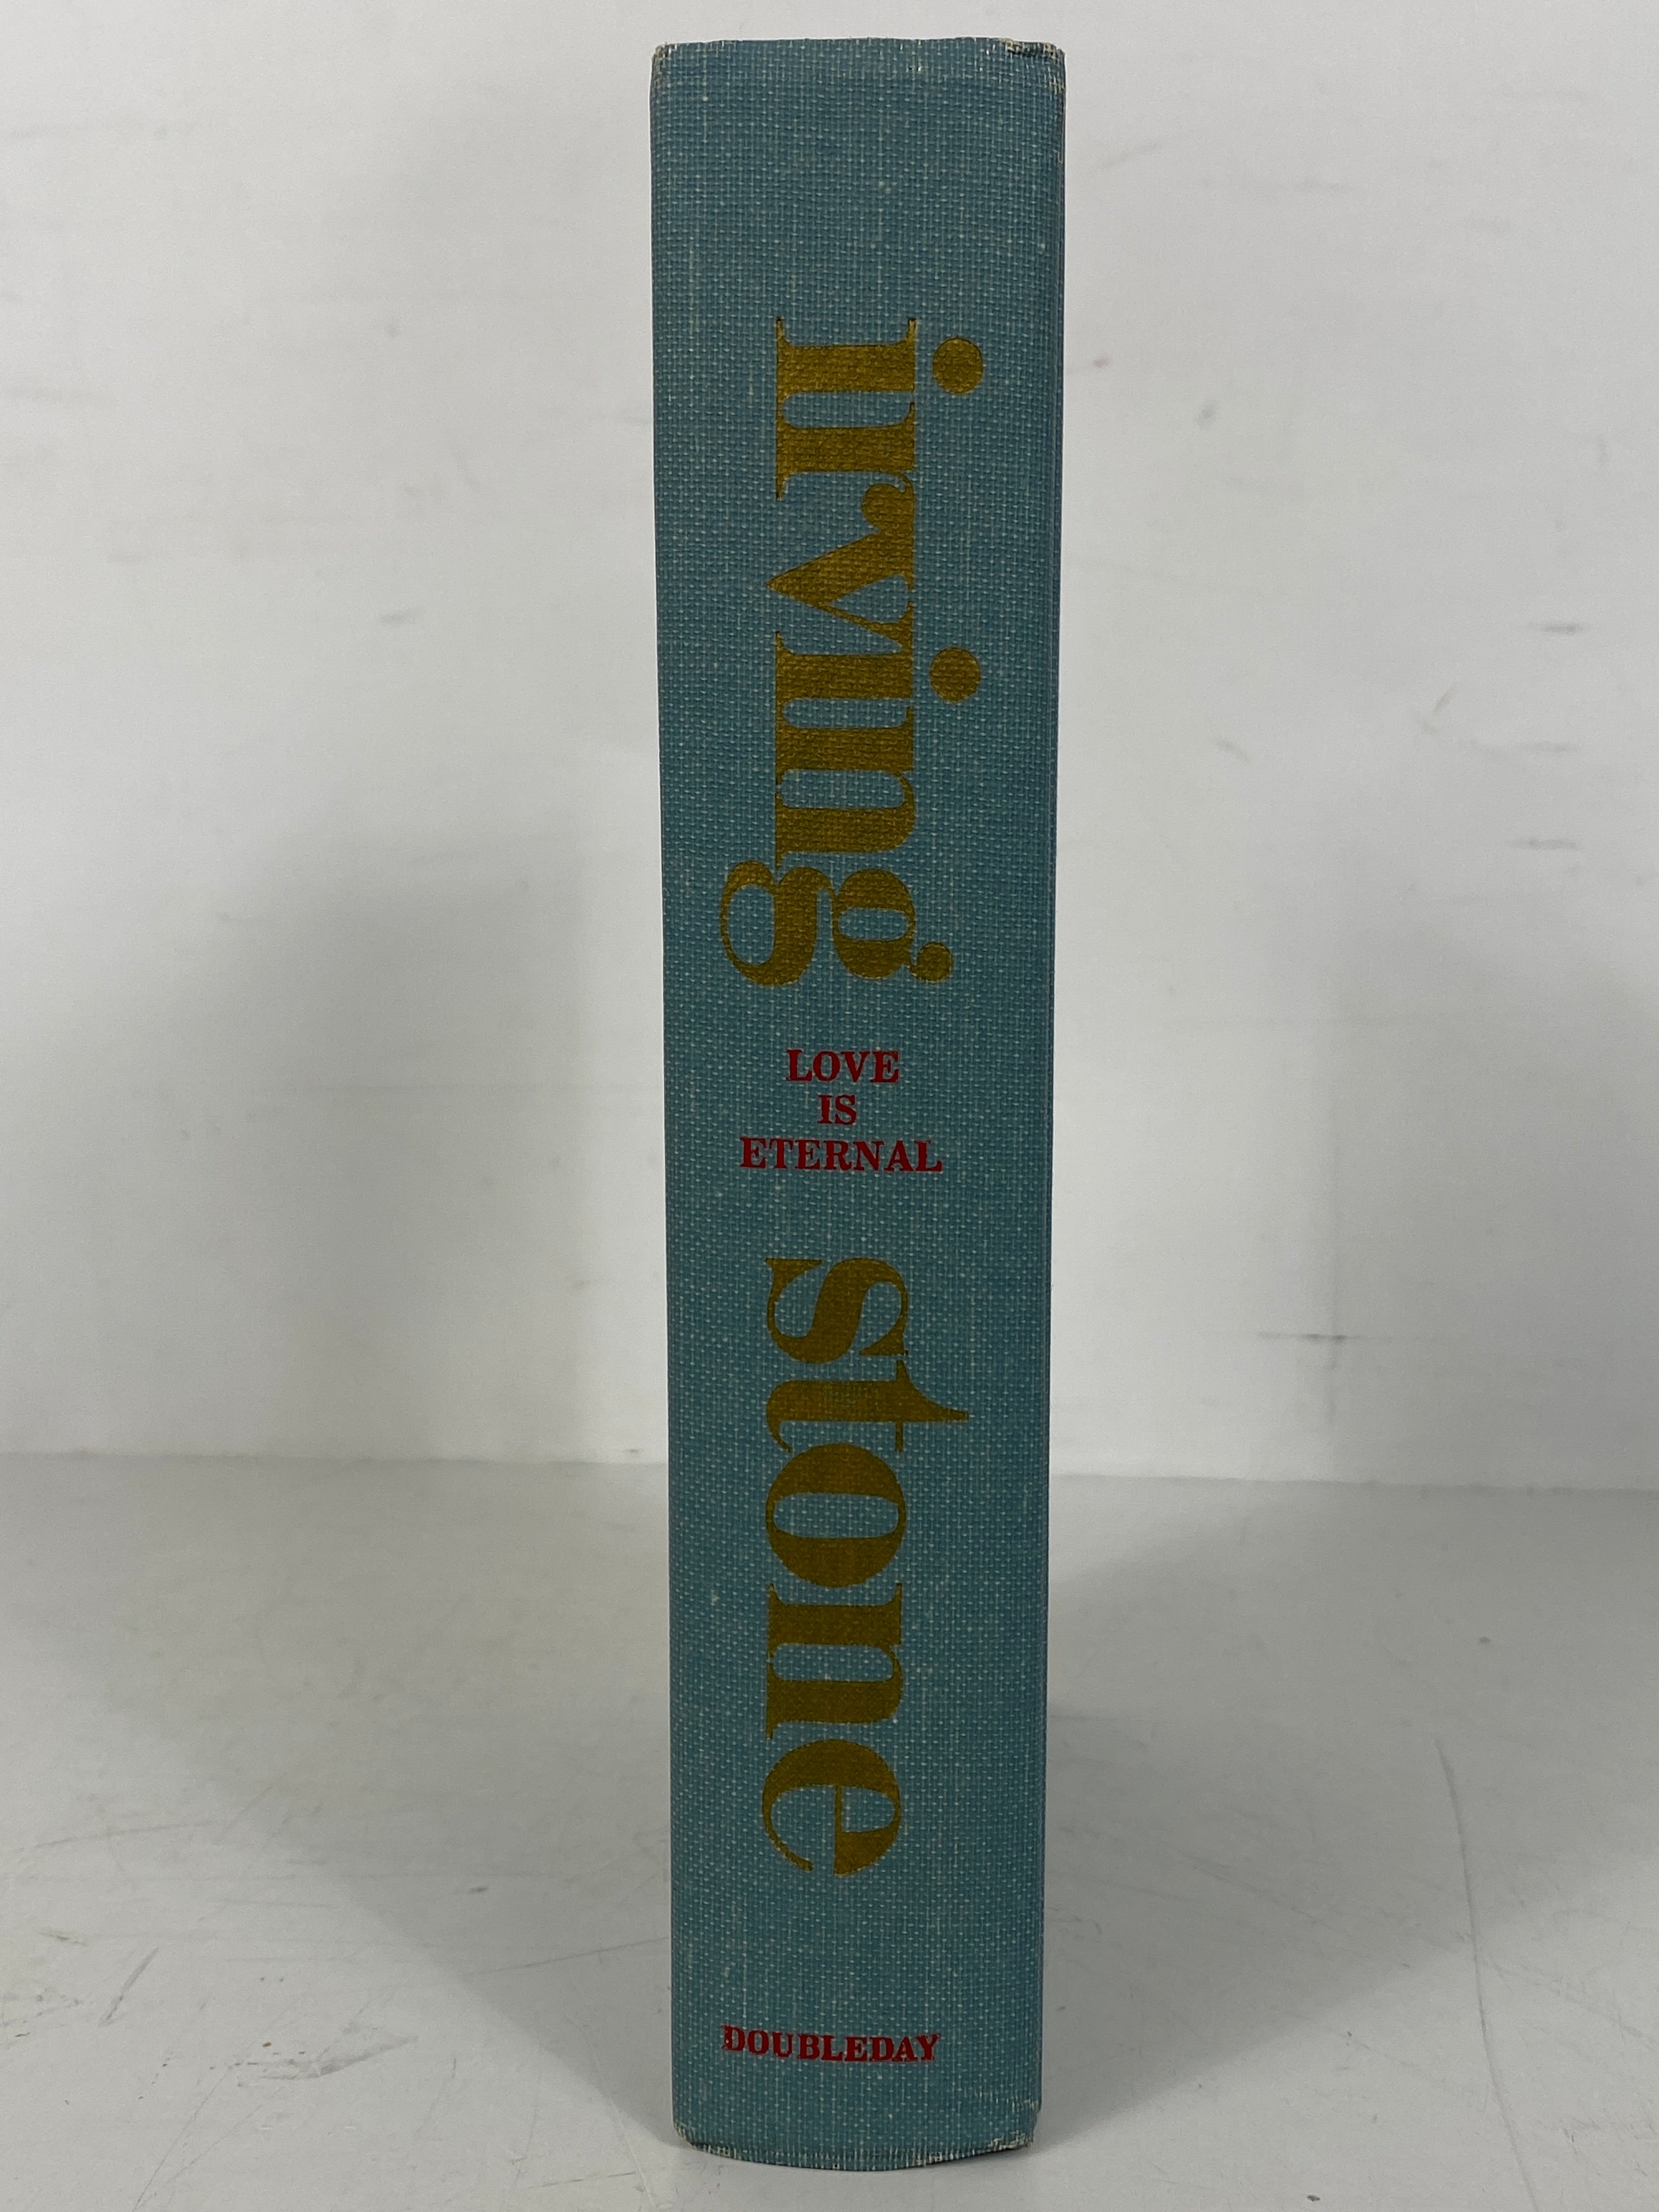 irving
LOVE
IS
ETERNAL
stone
DOUBLEDAY